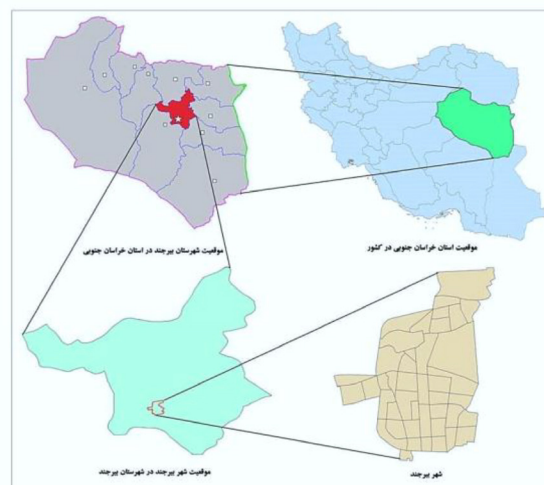 موقعیت استان خراسان جنوبی در کشور
موقعیت شهرستان بیرجند در استان خراسان جنوبی
شهر بیرجند
موقعیت شهر بیرجند در شهرستان بیرجند